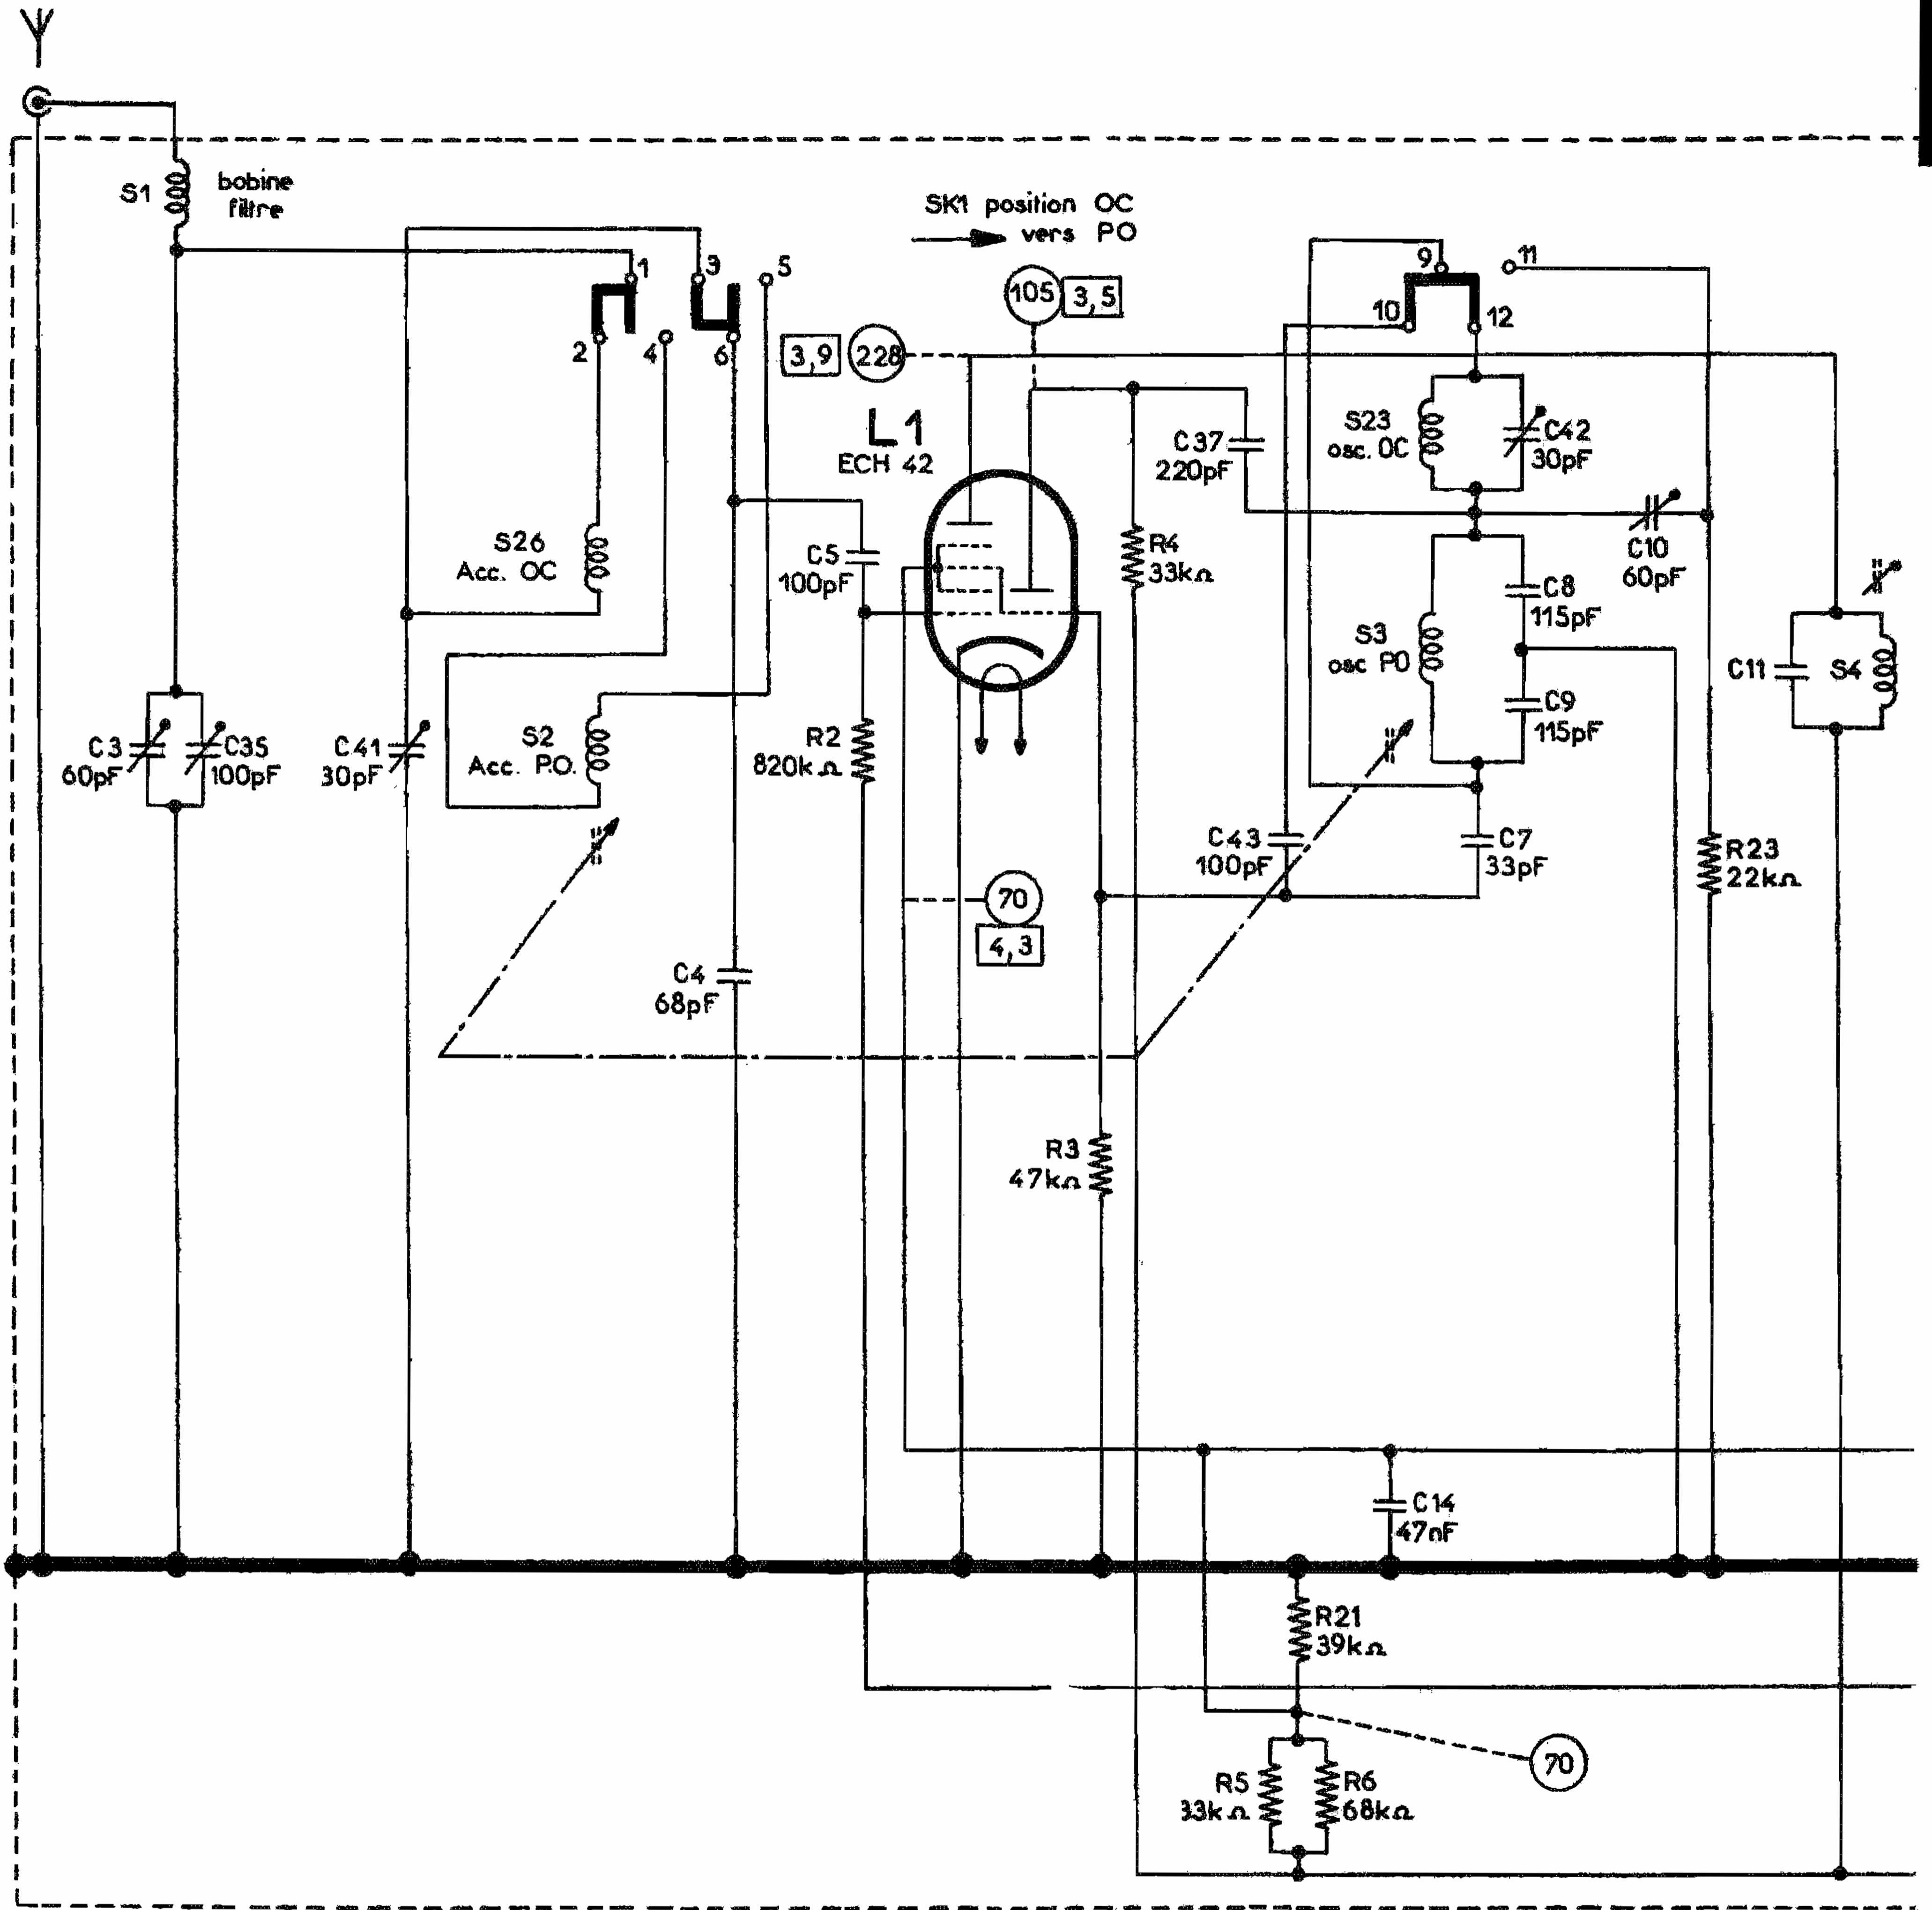 S1
bobine
filtre
SK1 position OC
vers PO
1
3
5
2
4
6
9
11
10
12
105
3,5
3,9
228
L1
ECH 42
S26
Acc. OC
C5
100pF
R4
33kΩ
C37
220pF
S23
osc. OC
C42
30pF
C10
60pF
C8
115pF
S3
osc PO
C9
115pF
C11
S4
C3
60pF
C35
100pF
C41
30pF
S2
Acc. P.O.
R2
820kΩ
C43
100pF
C7
33pF
R23
22kΩ
70
4,3
C4
68pF
R3
47kΩ
C14
47nF
R21
39kΩ
70
R5
33kΩ
R6
68kΩ